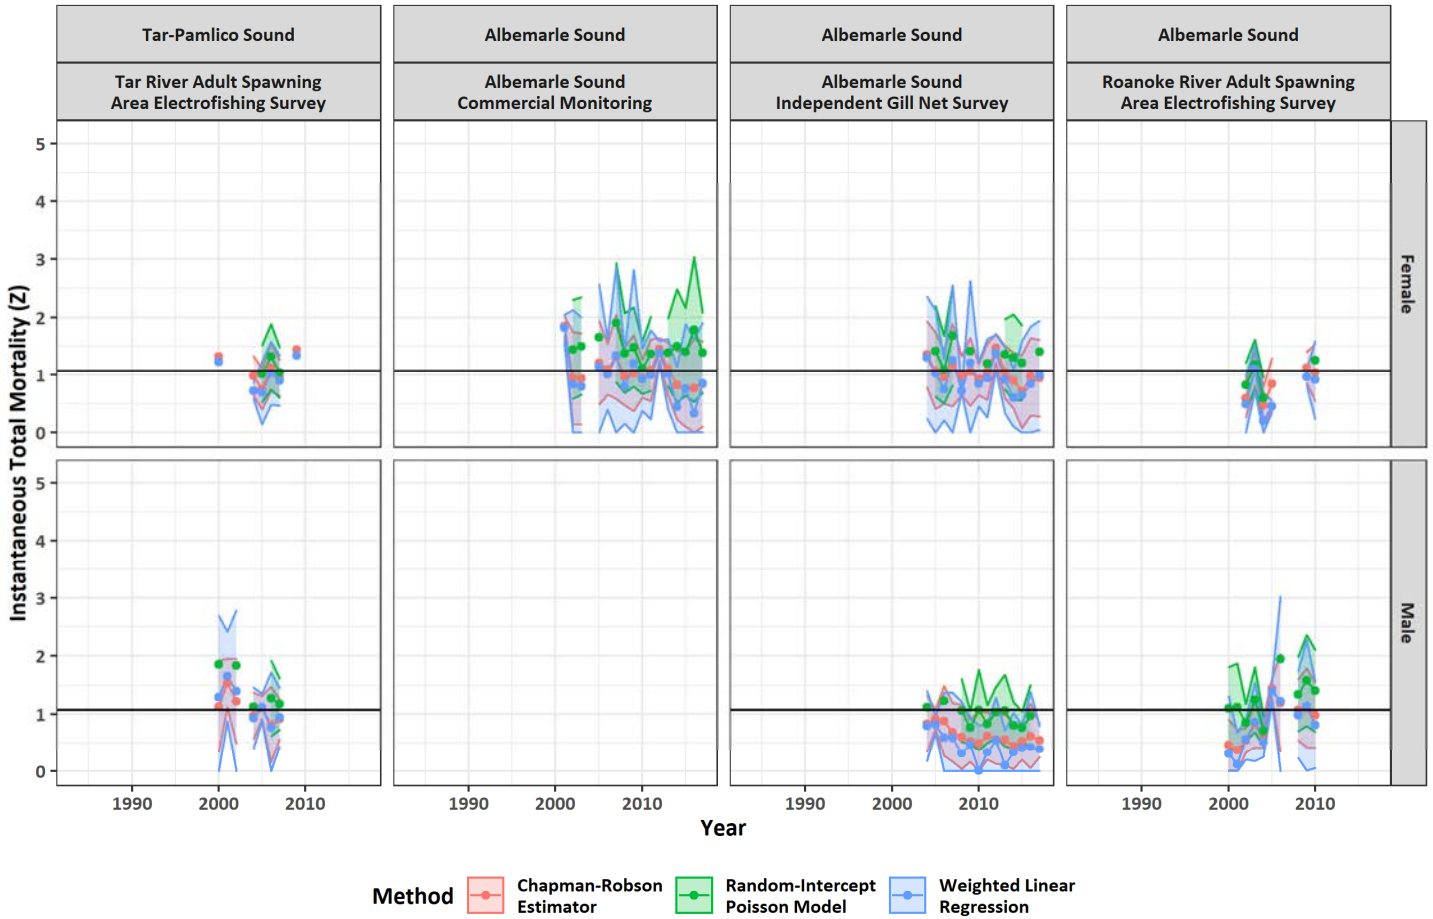 Tar-Pamlico Sound
Albemarle Sound
Albemarle Sound
Albemarle Sound
Tar River Adult Spawning
Area Electrofishing Survey
Albemarle Sound
Commercial Monitoring
Albemarle Sound
Independent Gill Net Survey
Roanoke River Adult Spawning
Area Electrofishing Survey
Instantaneous Total Mortality (Z)
5
4
3
2
1
0
Female
5
4
3
2
1
0
Male
1990 2000 2010
1990 2000 2010
1990 2000 2010
1990 2000 2010
Year
Method
Chapman-Robson
Estimator
Random-Intercept
Poisson Model
Weighted Linear
Regression